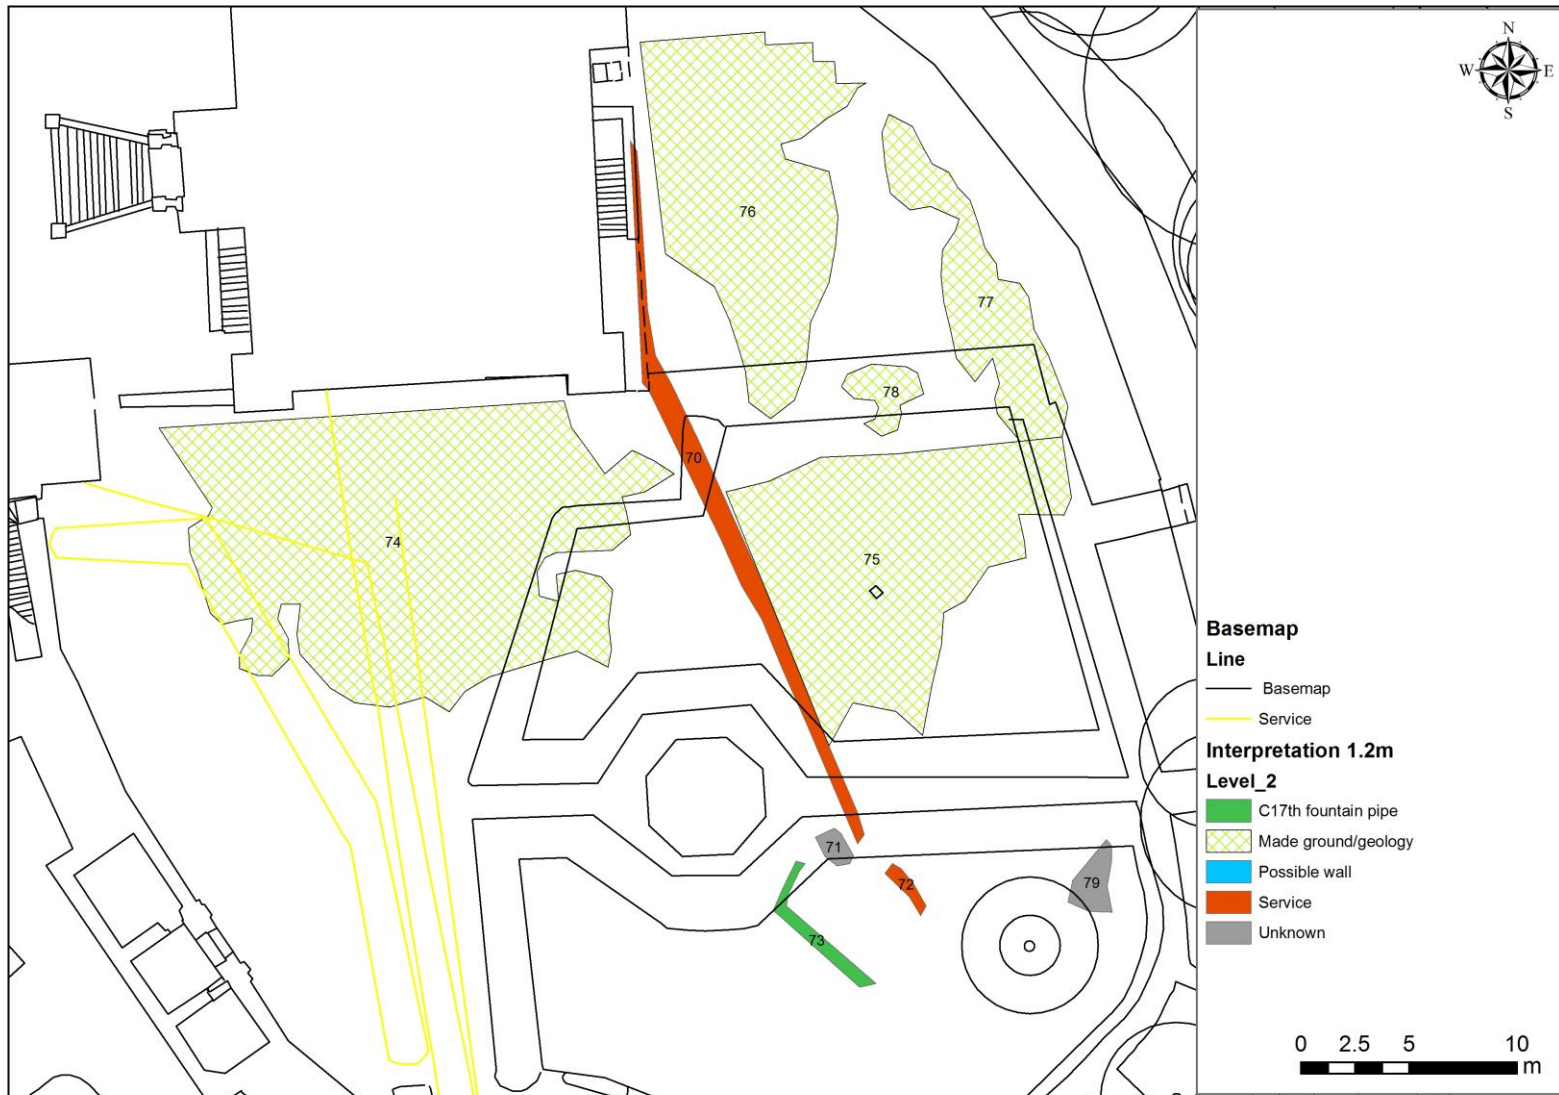 N
W E
S
76
77
78
70
74
75
71
72
79
73
Basemap
Line
Basemap
Service
Interpretation 1.2m
Level_2
C17th fountain pipe
Made ground/geology
Possible wall
Service
Unknown
0 2.5 5 10
m